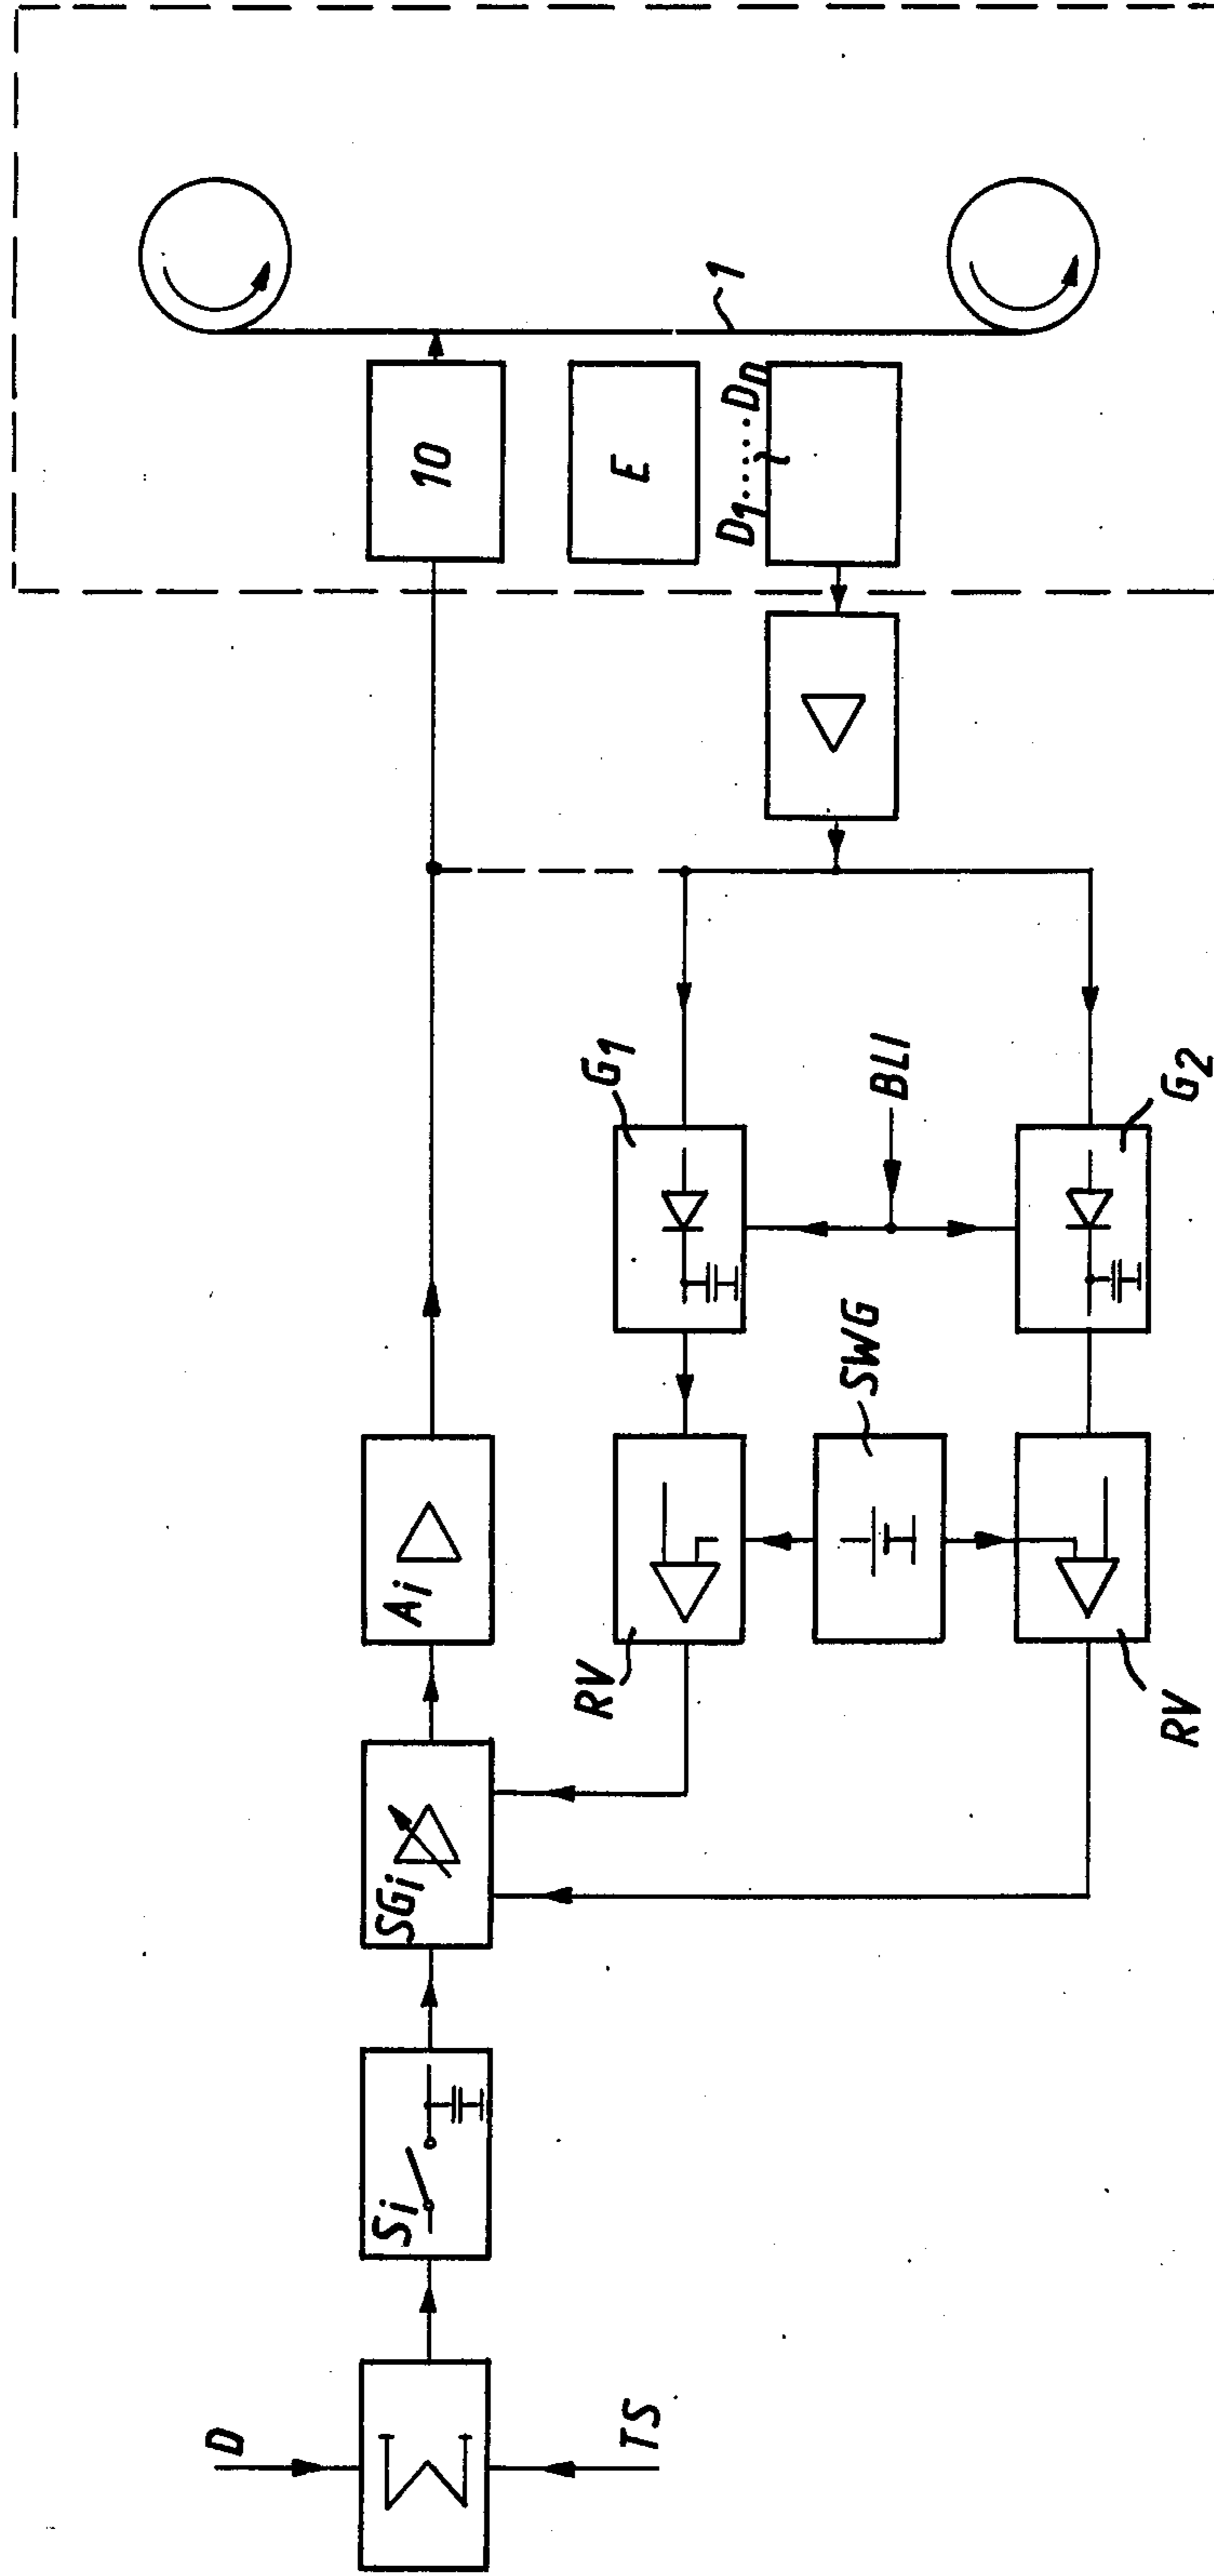 D
Σ
TS
Si
SGi
Ai
10
E
D1.....Dn
1
G1
BLI
G2
SWG
RV
RV